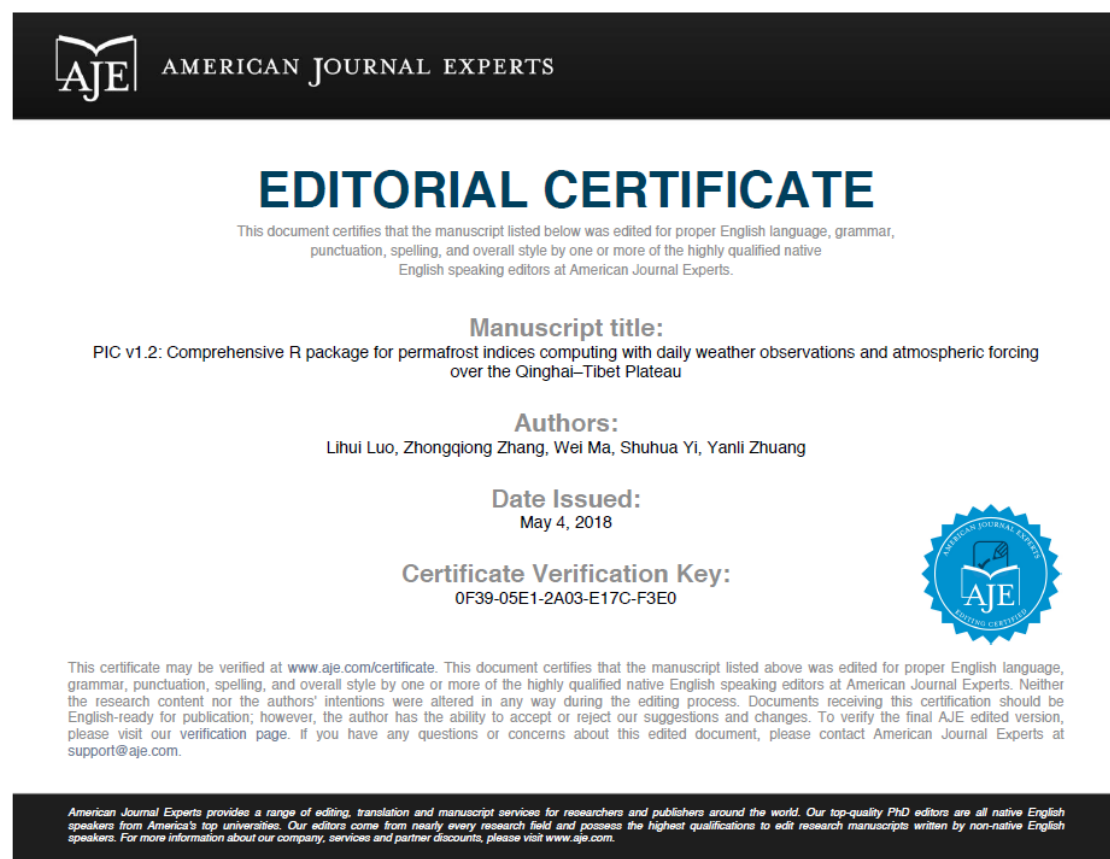 AJE
AMERICAN JOURNAL EXPERTS
EDITORIAL CERTIFICATE
This document certifies that the manuscript listed below was edited for proper English language, grammar,
punctuation, spelling, and overall style by one or more of the highly qualified native
English speaking editors at American Journal Experts.
Manuscript title:
PIC v1.2: Comprehensive R package for permafrost indices computing with daily weather observations and atmospheric forcing
over the Qinghai–Tibet Plateau
Authors:
Lihui Luo, Zhongqiong Zhang, Wei Ma, Shuhua Yi, Yanli Zhuang
Date Issued:
May 4, 2018
Certificate Verification Key:
0F39-05E1-2A03-E17C-F3E0
AMERICAN JOURNAL EXPERTS
AJE
EDITING CERTIFIED
This certificate may be verified at www.aje.com/certificate. This document certifies that the manuscript listed above was edited for proper English language,
grammar, punctuation, spelling, and overall style by one or more of the highly qualified native English speaking editors at American Journal Experts. Neither
the research content nor the authors' intentions were altered in any way during the editing process. Documents receiving this certification should be
English-ready for publication; however, the author has the ability to accept or reject our suggestions and changes. To verify the final AJE edited version,
please visit our verification page. If you have any questions or concerns about this edited document, please contact American Journal Experts at
support@aje.com.
American Journal Experts provides a range of editing, translation and manuscript services for researchers and publishers around the world. Our top-quality PhD editors are all native English
speakers from America's top universities. Our editors come from nearly every research field and possess the highest qualifications to edit research manuscripts written by non-native English
speakers. For more information about our company, services and partner discounts, please visit www.aje.com.